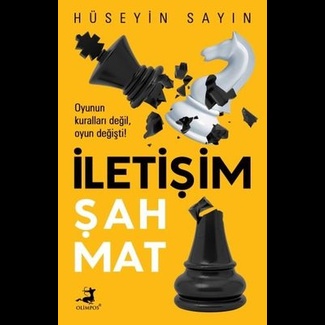 HÜSEYİN SAYIN
Oyunun
kuralları değil,
oyun değişti!
İLETİŞİM
ŞAH
MAT
OLİMPOS